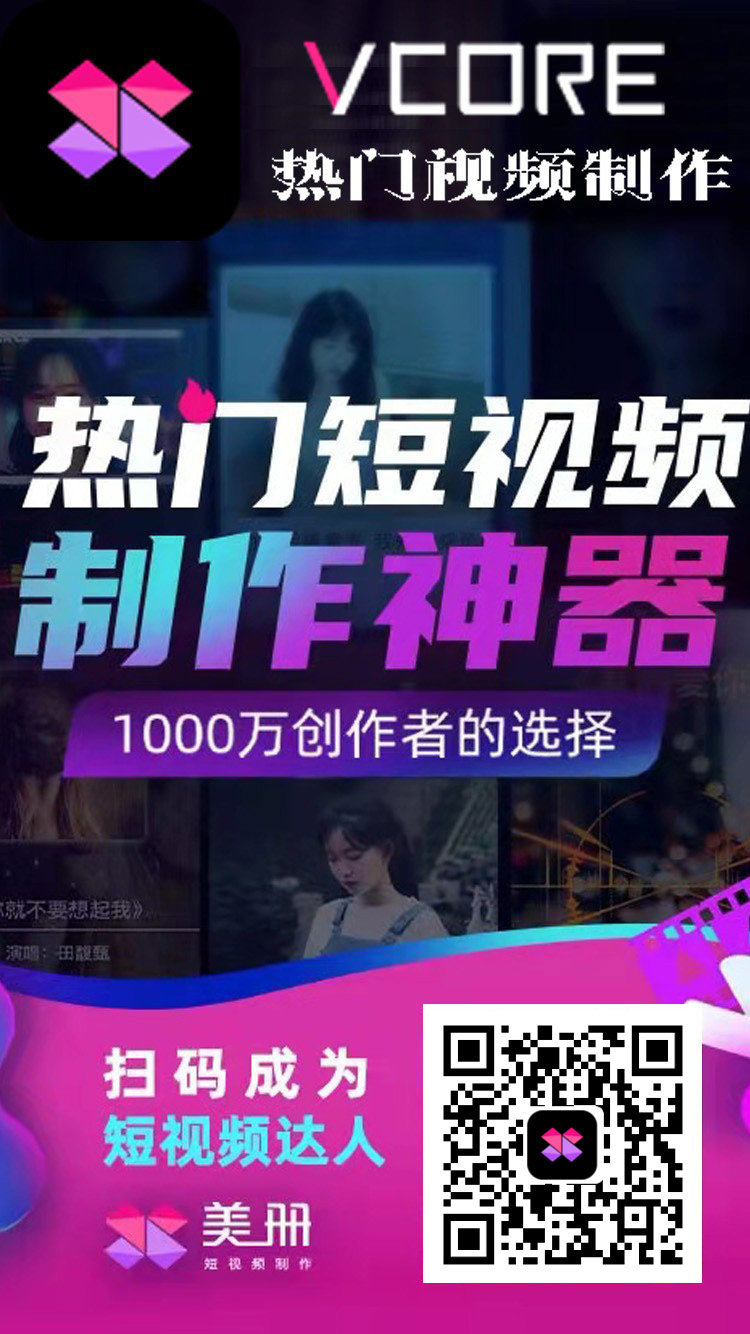 VCORE
热门视频制作
热门短视频
制作神器
1000万创作者的选择
你就不要想起我》
演唱：田馥甄
扫码成为
短视频达人
美册
短视频制作